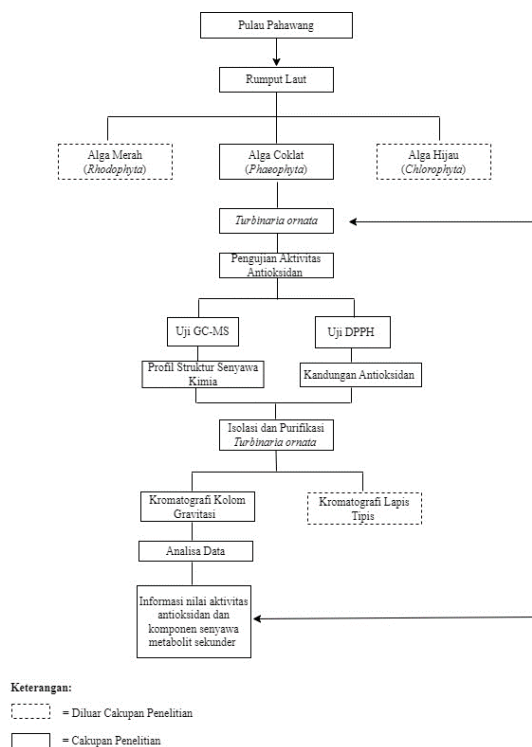 Pulau Pahawang
Rumput Laut
Alga Merah
(Rhodophyta)
Alga Coklat
(Phaeophyta)
Alga Hijau
(Chlorophyta)
Turbinaria ornata
Pengujian Aktivitas
Antioksidan
Uji GC-MS
Uji DPPH
Profil Struktur Senyawa
Kimia
Kandungan Antioksidan
Isolasi dan Purifikasi
Turbinaria ornata
Kromatografi Kolom
Gravitasi
Kromatografi Lapis
Tipis
Analisa Data
Informasi nilai aktivitas
antioksidan dan
komponen senyawa
metabolit sekunder
Keterangan:
= Diluar Cakupan Penelitian
= Cakupan Penelitian